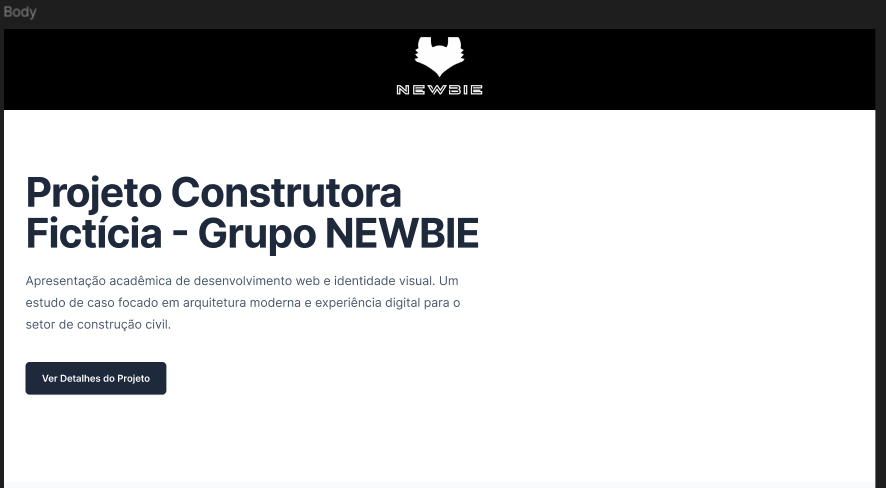 Body
NEWBIE
Projeto Construtora
Fictícia - Grupo NEWBIE
Apresentação acadêmica de desenvolvimento web e identidade visual. Um
estudo de caso focado em arquitetura moderna e experiência digital para o
setor de construção civil.
Ver Detalhes do Projeto